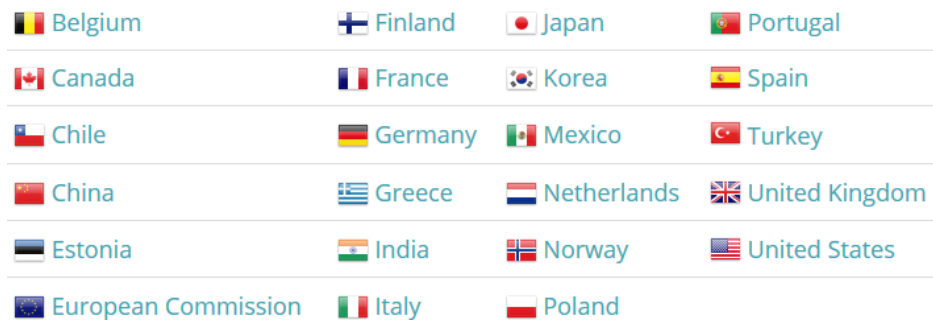 Belgium Finland Japan Portugal
Canada France Korea Spain
Chile Germany Mexico Turkey
China Greece Netherlands United Kingdom
Estonia India Norway United States
European Commission Italy Poland